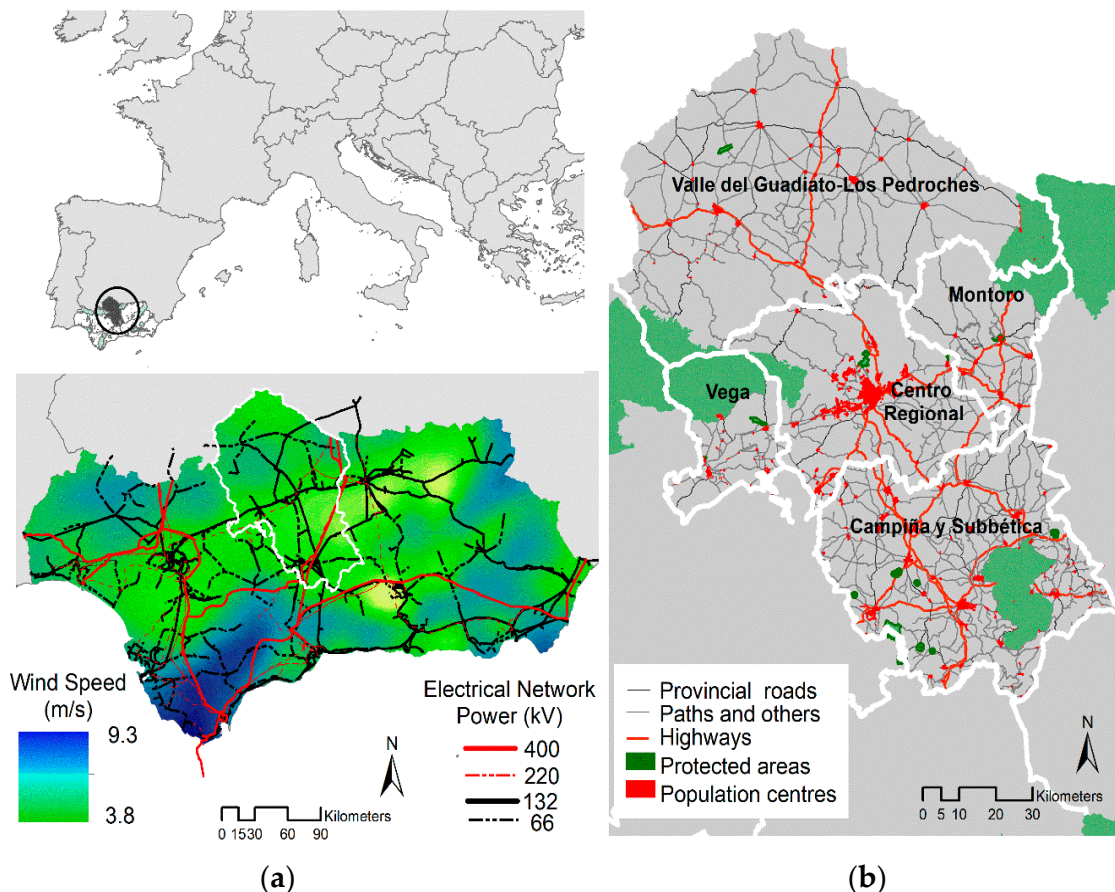 Wind Speed
(m/s)
9.3
3.8
N
Kilometers
0 1530 60 90
Electrical Network
Power (kV)
400
220
132
66
(a)
Valle del Guadiato-Los Pedroches
Montoro
Vega
Centro
Regional
Campiña y Subbética
Provincial roads
Paths and others
Highways
Protected areas
Population centres
N
Kilometers
0 5 10 20 30
(b)